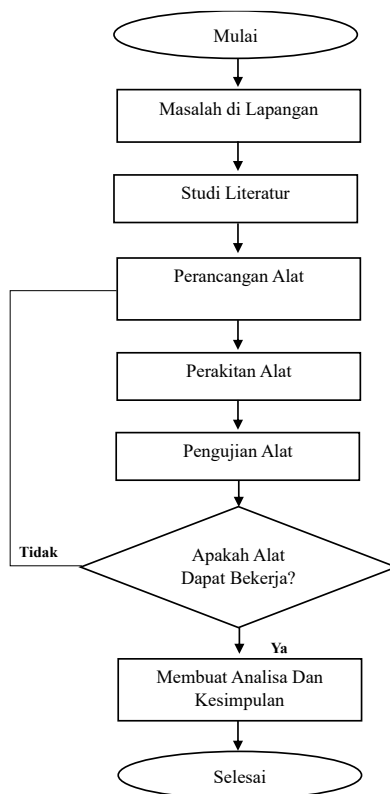 Mulai
Masalah di Lapangan
Studi Literatur
Perancangan Alat
Perakitan Alat
Pengujian Alat
Tidak
Apakah Alat
Dapat Bekerja?
Ya
Membuat Analisa Dan
Kesimpulan
Selesai